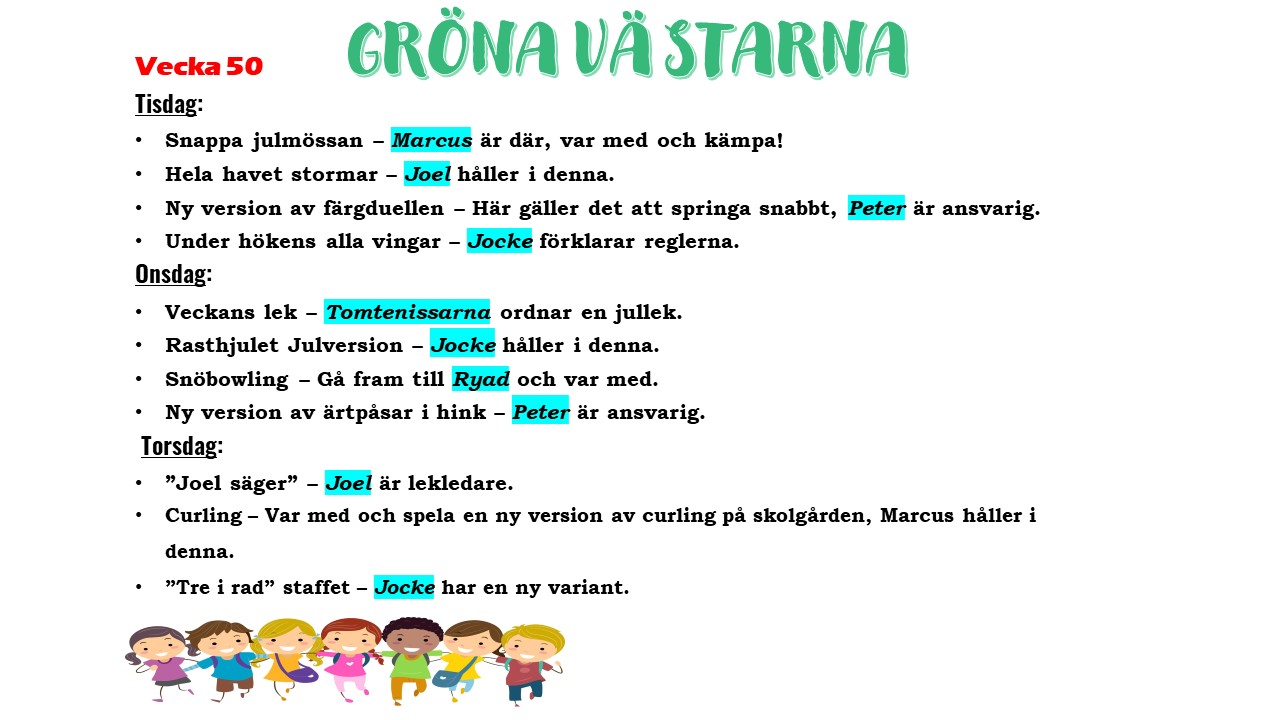 GRÖNA VÄSTARNA
Vecka 50
Tisdag:
• Snappa julmössan – Marcus är där, var med och kämpa!
• Hela havet stormar – Joel håller i denna.
• Ny version av färgduellen – Här gäller det att springa snabbt, Peter är ansvarig.
• Under hökens alla vingar – Jocke förklarar reglerna.
Onsdag:
• Veckans lek – Tomtenissarna ordnar en jullek.
• Rasthjulet Julversion – Jocke håller i denna.
• Snöbowling – Gå fram till Ryad och var med.
• Ny version av ärtpåsar i hink – Peter är ansvarig.
Torsdag:
• ”Joel säger” – Joel är lekledare.
• Curling – Var med och spela en ny version av curling på skolgården, Marcus håller i
denna.
• ”Tre i rad” staffet – Jocke har en ny variant.